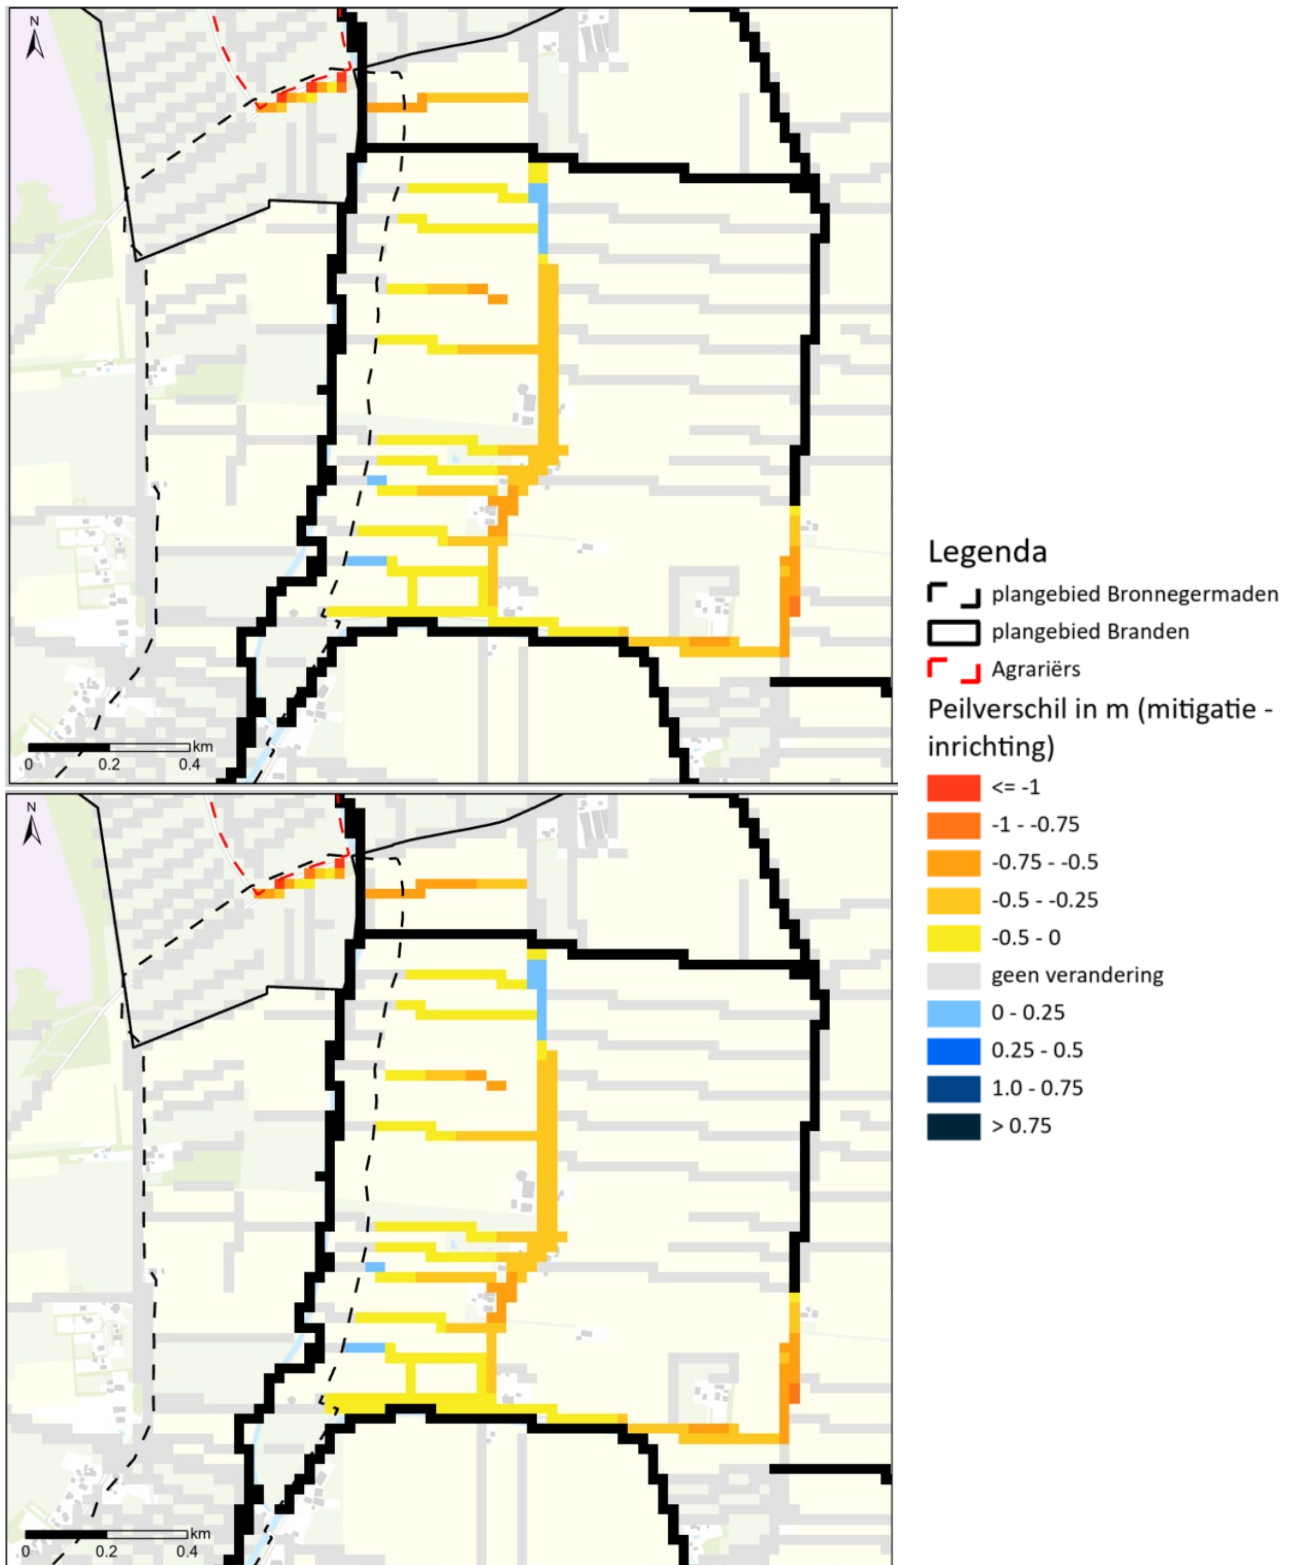 N
km
0 0.2 0.4
N
km
0 0.2 0.4
Legenda
plangebied Bronnegermaden
plangebied Branden
Agrariërs
Peilverschil in m (mitigatie -
inrichting)
<= -1
-1 - -0.75
-0.75 - -0.5
-0.5 - -0.25
-0.5 - 0
geen verandering
0 - 0.25
0.25 - 0.5
1.0 - 0.75
> 0.75